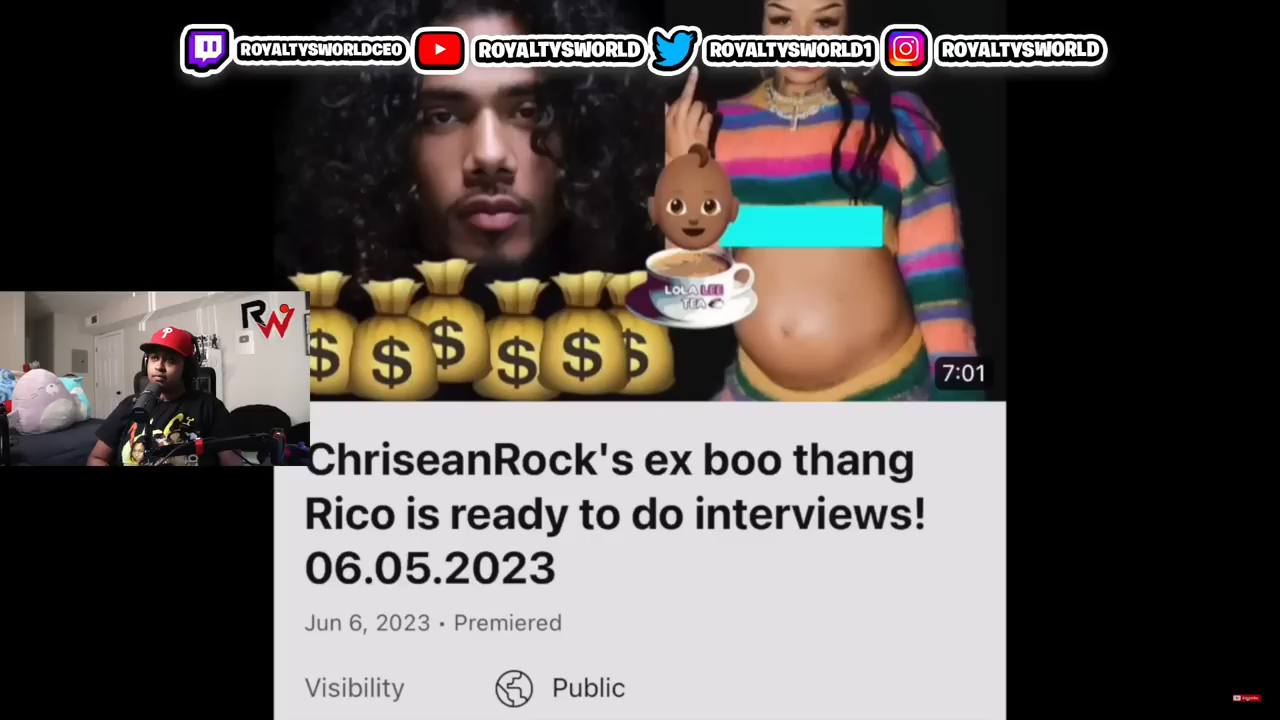 ROYALTYSWORLDCEO ROYALTYSWORLD ROYALTYSWORLD1 ROYALTYSWORLD
RW
P
LOLA LEE
TEA
$ $ $ $ $ $
7:01
ChriseanRock's ex boo thang
Rico is ready to do interviews!
06.05.2023
Jun 6, 2023 • Premiered
Visibility Public